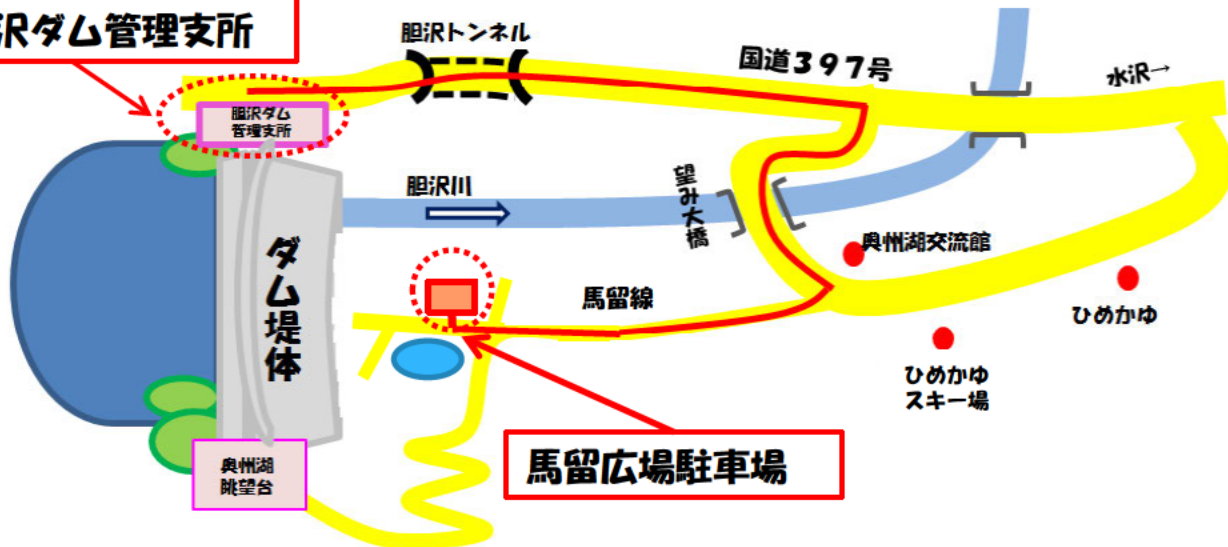 沢ダム管理支所
胆沢トンネル
国道397号
水沢→
胆沢ダム
管理支所
胆沢川
望み大橋
奥州湖交流館
ダム堤体
馬留線
ひめかゆ
ひめかゆ
スキー場
馬留広場駐車場
奥州湖
眺望台